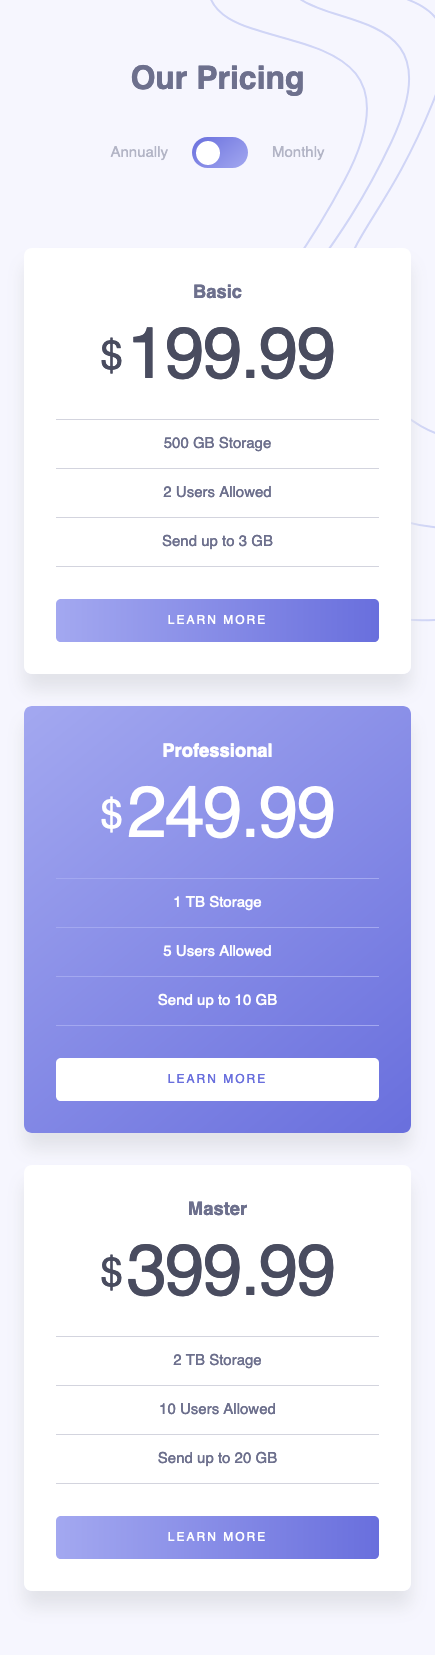 Our Pricing
Annually Monthly
Basic
$199.99
500 GB Storage
2 Users Allowed
Send up to 3 GB
LEARN MORE
Professional
$249.99
1 TB Storage
5 Users Allowed
Send up to 10 GB
LEARN MORE
Master
$399.99
2 TB Storage
10 Users Allowed
Send up to 20 GB
LEARN MORE